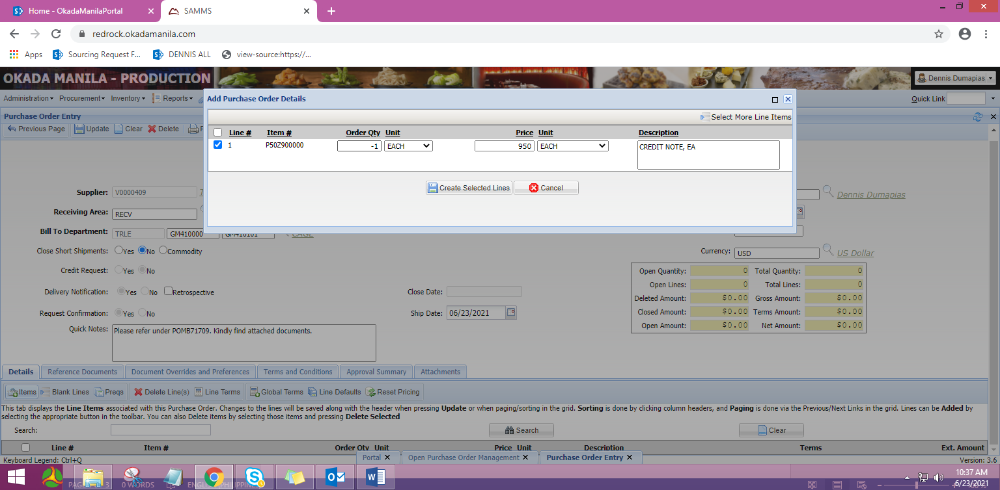 Home - OkadaManilaPortal
SAMMS
redrock.okadamanila.com
Apps
Sourcing Request F...
DENNIS ALL
view-source:https://...
OKADA MANILA - PRODUCTION
Dennis Dumapias
Administration
Procurement
Inventory
Reports
Quick Link
Purchase Order Entry
Previous Page
Update
Clear
Delete
Add Purchase Order Details
Select More Line Items
Line # Item # Order Qty Unit Price Unit Description
1 P50Z900000 -1 EACH 950 EACH CREDIT NOTE, EA
Create Selected Lines
Cancel
Supplier: V0000409
Dennis Dumapias
Receiving Area: RECV
Bill To Department: TRLE GM410000 GM410101 CAGE
Close Short Shipments: Yes No Commodity
Currency: USD US Dollar
Credit Request: Yes No
Delivery Notification: Yes No Retrospective
Close Date:
Request Confirmation: Yes No
Ship Date: 06/23/2021
Quick Notes: Please refer under POMB71709. Kindly find attached documents.
Open Quantity: 0 Total Quantity: 0
Open Lines: 0 Total Lines: 0
Deleted Amount: $0.00 Gross Amount: $0.00
Closed Amount: $0.00 Terms Amount: $0.00
Open Amount: $0.00 Net Amount: $0.00
Details
Reference Documents
Document Overrides and Preferences
Terms and Conditions
Approval Summary
Attachments
Items
Blank Lines
Preqs
Delete Line(s)
Line Terms
Global Terms
Line Defaults
Reset Pricing
This tab displays the Line Items associated with this Purchase Order. Changes to the lines will be saved along with the header when pressing Update or when paging/sorting in the grid. Sorting is done by clicking column headers, and Paging is done via the Previous/Next Links in the grid. Lines can be Added by
selecting the appropriate button in the toolbar. You can also Delete items by selecting those items and pressing Delete Selected
Search:
Search
Clear
Line # Item # Order Qty Unit Price Unit Description Terms Ext. Amount
Keyboard Legend: Ctrl+Q
Portal
Open Purchase Order Management
Purchase Order Entry
Version: 3.6
10:37 AM
0 WORDS
6/23/2021